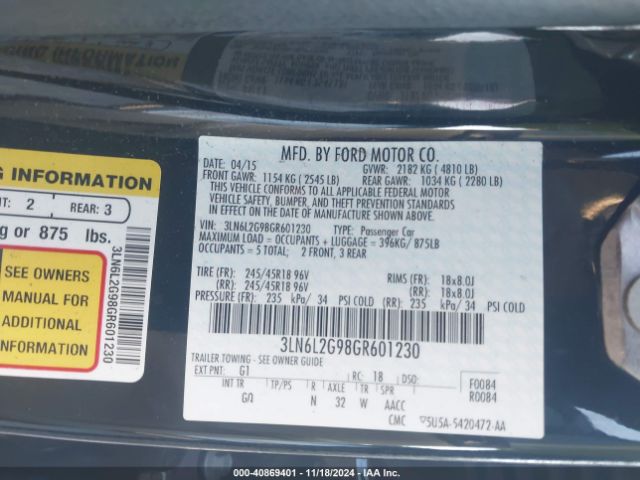 G INFORMATION
NT: 2 REAR: 3
g or 875 lbs.
SEE OWNERS
MANUAL FOR
ADDITIONAL
INFORMATION
3LN6L2G98GR601230
MFD. BY FORD MOTOR CO.
DATE: 04/15 GVWR: 2182 KG ( 4810 LB)
FRONT GAWR: 1154 KG ( 2545 LB) REAR GAWR: 1034 KG ( 2280 LB)
THIS VEHICLE CONFORMS TO ALL APPLICABLE FEDERAL MOTOR
VEHICLE SAFETY, BUMPER, AND THEFT PREVENTION STANDARDS
IN EFFECT ON THE DATE OF MANUFACTURE SHOWN ABOVE.
VIN: 3LN6L2G98GR601230 TYPE: Passenger Car
MAXIMUM LOAD = OCCUPANTS + LUGGAGE = 396KG/ 875LB
OCCUPANTS = 5 TOTAL; 2 FRONT, 3 REAR
TIRE (FR): 245/45R18 96V RIMS (FR): 18x8.0J
(RR): 245/45R18 96V (RR): 18x8.0J
PRESSURE (FR): 235 kPa/ 34 PSI COLD (RR): 235 kPa/ 34 PSI COLD
3LN6L2G98GR601230
TRAILER TOWING - SEE OWNER GUIDE
EXT PNT: G1 RC: 18 DSO: F0084
INT TR TP/PS R AXLE TR SPR R0084
GQ N 32 W AACC
CMC ♥5U5A-5420472-AA
000-40869401 - 11/18/2024 - IAAI.COM